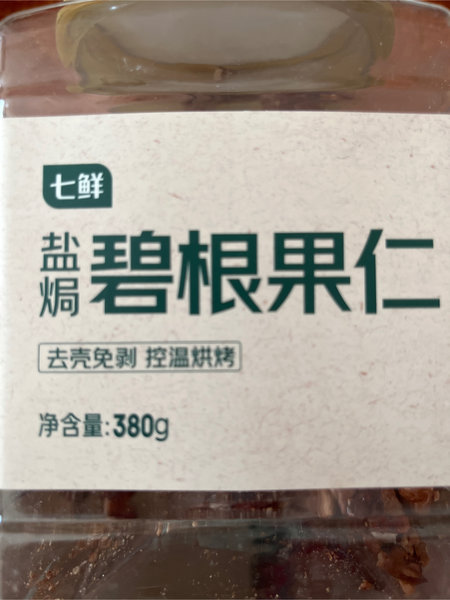 七鲜
盐焗碧根果仁
去壳免剥 控温烘烤
净含量:380g